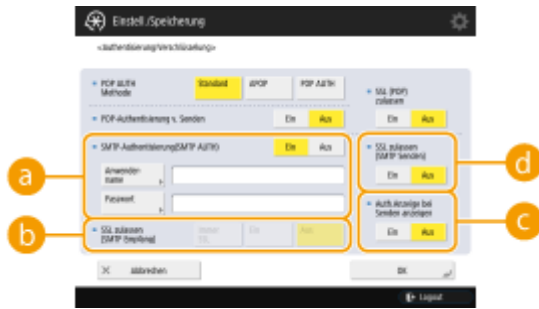 Einstell./Speicherung
<Authentisierung/Verschlüsselung>
POP AUTH
Methode
Standard
APOP
POP AUTH
SSL (POP)
zulassen
POP-Authentisierung v. Senden
Ein
Aus
Ein
Aus
SMTP-Authentisierung(SMTP AUTH)
Ein
Aus
SSL zulassen
(SMTP Senden)
d
a
Anwender-
name
Ein
Aus
Passwort
Auth.Anzeige bei
Senden anzeigen
c
b
SSL zulassen
(SMTP Empfang)
Immer
SSL
Ein
Aus
Ein
Aus
Abbrechen
OK
Logout